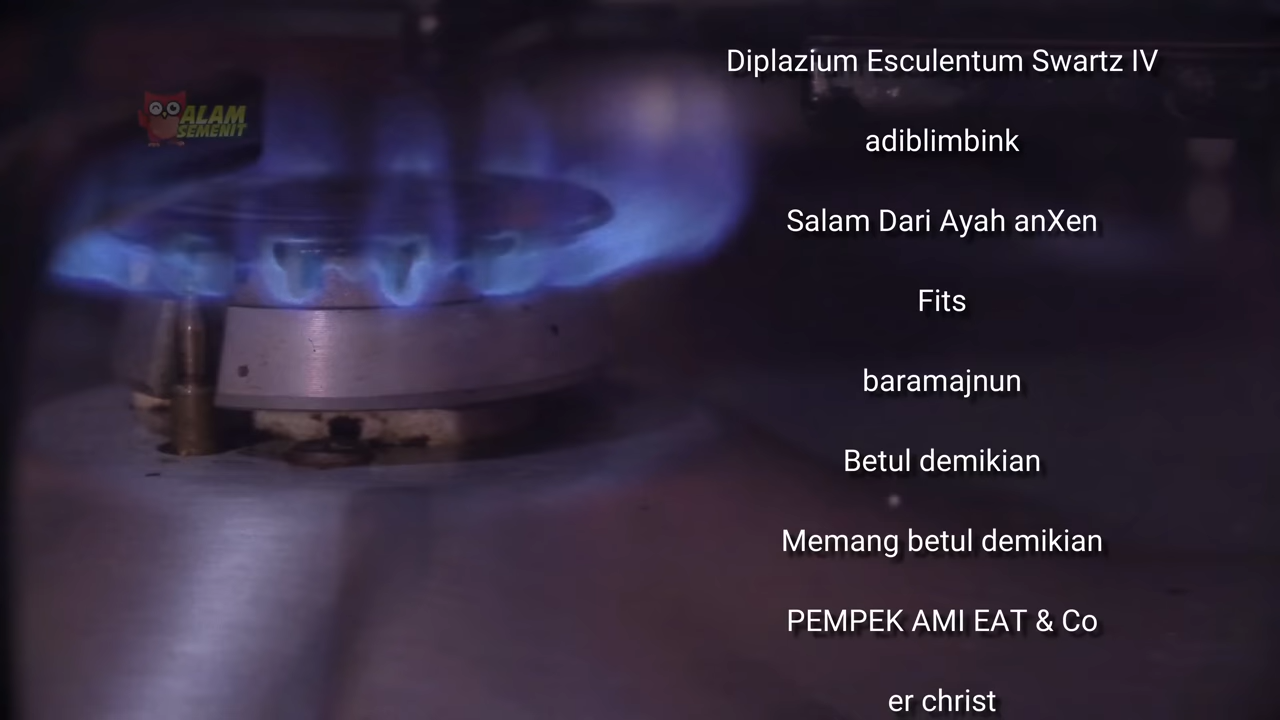 ALAM
SEMENIT
Diplazium Esculentum Swartz IV
adiblimbink
Salam Dari Ayah anXen
Fits
baramajnun
Betul demikian
Memang betul demikian
PEMPEK AMI EAT & Co
er christ